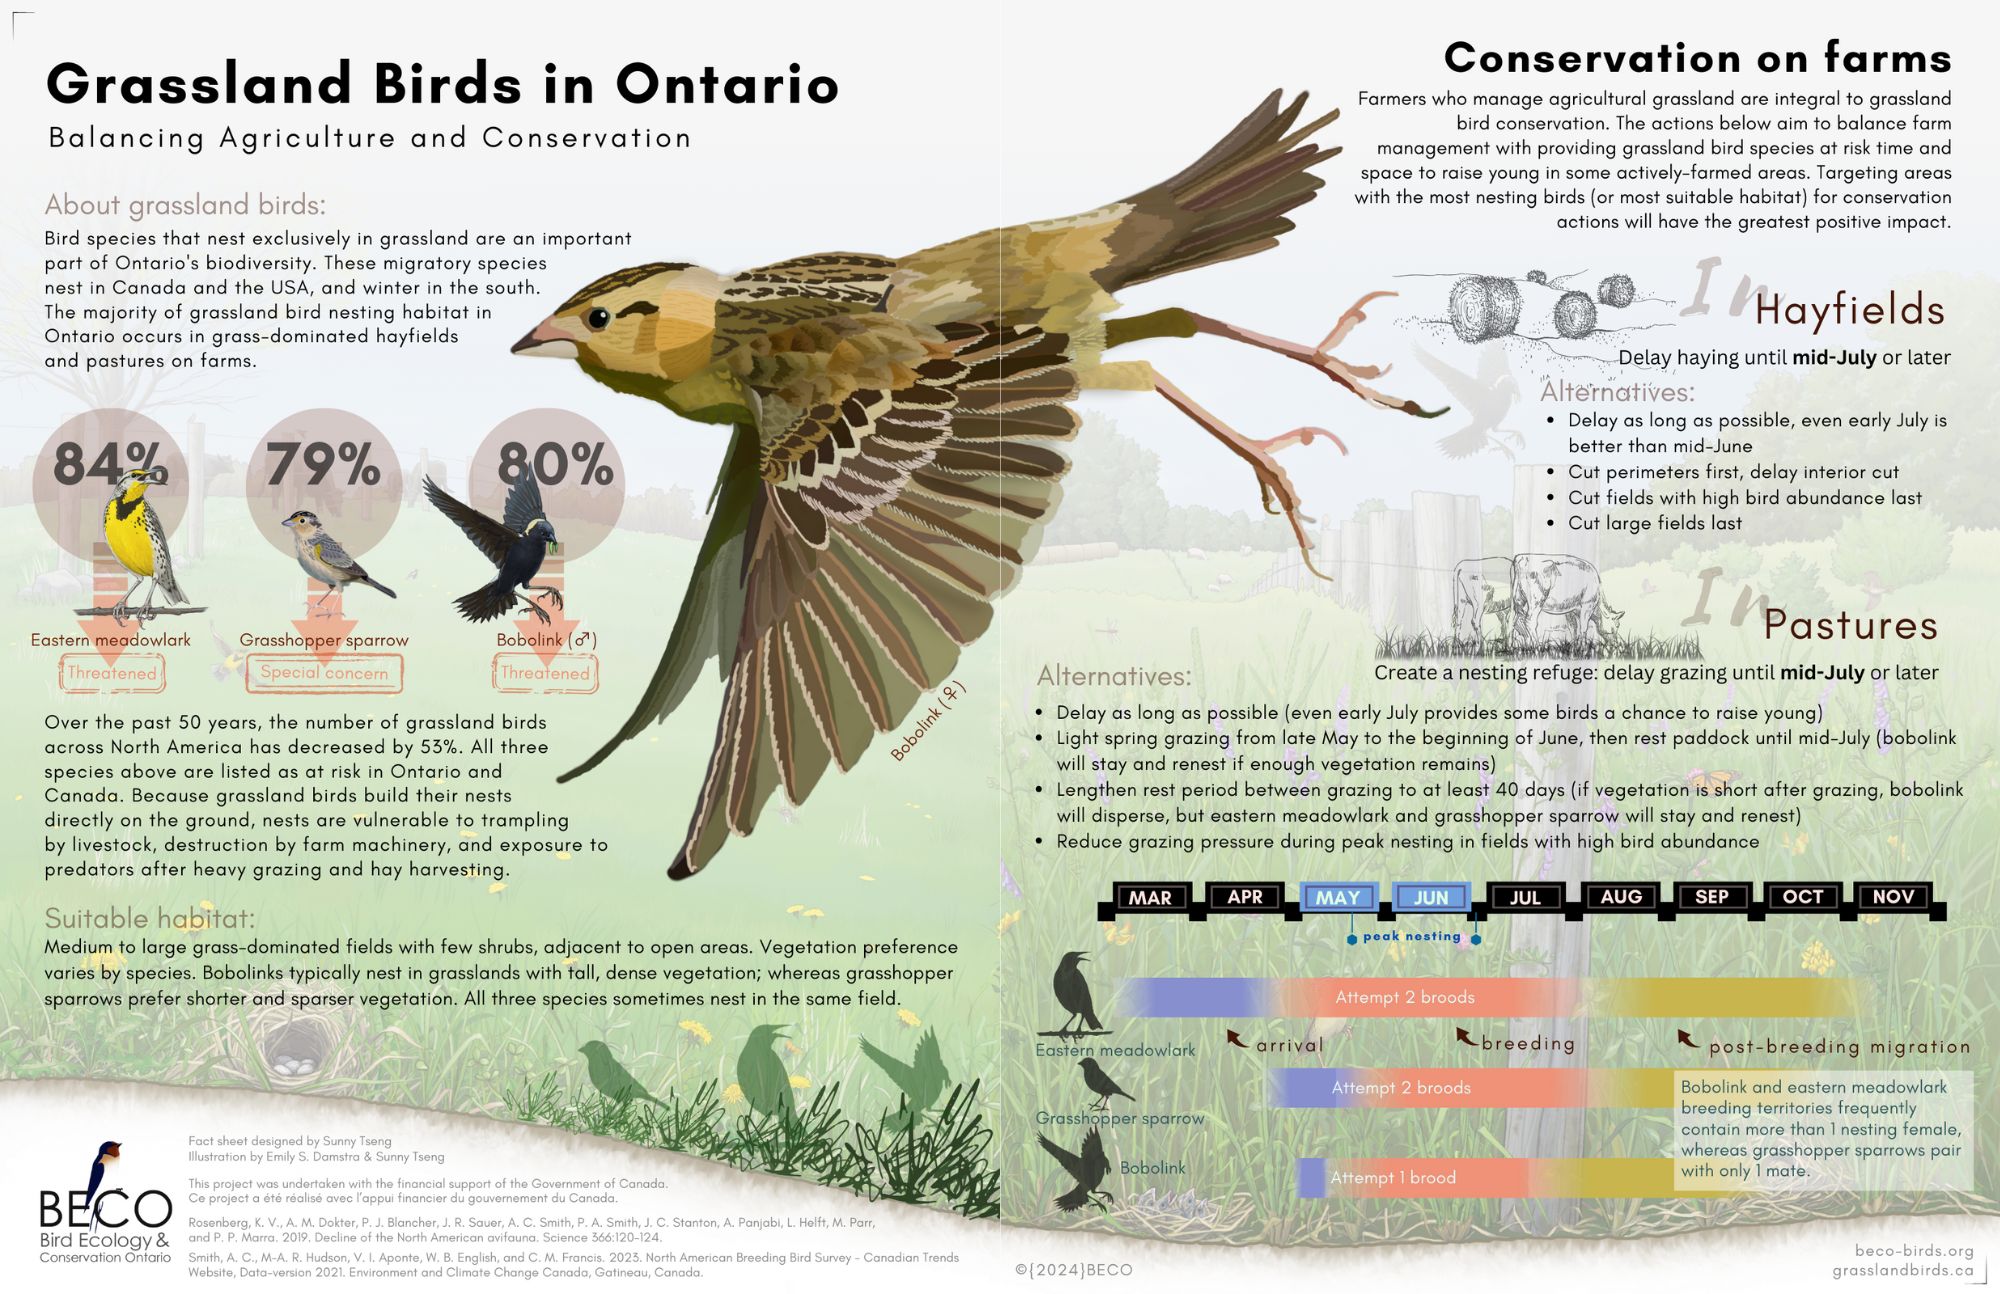 Grassland Birds in Ontario
Balancing Agriculture and Conservation
About grassland birds:
Bird species that nest exclusively in grassland are an important
part of Ontario's biodiversity. These migratory species
nest in Canada and the USA, and winter in the south.
The majority of grassland bird nesting habitat in
Ontario occurs in grass-dominated hayfields
and pastures on farms.
84%
79%
80%
Eastern meadowlark
Grasshopper sparrow
Bobolink (♂)
Threatened
Special concern
Threatened
Bobolink (♀)
Over the past 50 years, the number of grassland birds
across North America has decreased by 53%. All three
species above are listed as at risk in Ontario and
Canada. Because grassland birds build their nests
directly on the ground, nests are vulnerable to trampling
by livestock, destruction by farm machinery, and exposure to
predators after heavy grazing and hay harvesting.
Suitable habitat:
Medium to large grass-dominated fields with few shrubs, adjacent to open areas. Vegetation preference
varies by species. Bobolinks typically nest in grasslands with tall, dense vegetation; whereas grasshopper
sparrows prefer shorter and sparser vegetation. All three species sometimes nest in the same field.
BECO
Bird Ecology &
Conservation Ontario
Fact sheet designed by Sunny Tseng
Illustration by Emily S. Damstra & Sunny Tseng
This project was undertaken with the financial support of the Government of Canada.
Ce project a été réalisé avec l'appui financier du gouvernement du Canada.
Rosenberg, K. V., A. M. Dokter, P. J. Blancher, J. R. Sauer, A. C. Smith, P. A. Smith, J. C. Stanton, A. Panjabi, L. Helft, M. Parr,
and P. P. Marra. 2019. Decline of the North American avifauna. Science 366:120-124.
Smith, A. C., M-A. R. Hudson, V. I. Aponte, W. B. English, and C. M. Francis. 2023. North American Breeding Bird Survey - Canadian Trends
Website, Data-version 2021. Environment and Climate Change Canada, Gatineau, Canada.
Conservation on farms
Farmers who manage agricultural grassland are integral to grassland
bird conservation. The actions below aim to balance farm
management with providing grassland bird species at risk time and
space to raise young in some actively-farmed areas. Targeting areas
with the most nesting birds (or most suitable habitat) for conservation
actions will have the greatest positive impact.
In Hayfields
Delay haying until mid-July or later
Alternatives:
• Delay as long as possible, even early July is
better than mid-June
• Cut perimeters first, delay interior cut
• Cut fields with high bird abundance last
• Cut large fields last
In Pastures
Create a nesting refuge: delay grazing until mid-July or later
Alternatives:
• Delay as long as possible (even early July provides some birds a chance to raise young)
• Light spring grazing from late May to the beginning of June, then rest paddock until mid-July (bobolink
will stay and renest if enough vegetation remains)
• Lengthen rest period between grazing to at least 40 days (if vegetation is short after grazing, bobolink
will disperse, but eastern meadowlark and grasshopper sparrow will stay and renest)
• Reduce grazing pressure during peak nesting in fields with high bird abundance
MAR APR MAY JUN JUL AUG SEP OCT NOV
peak nesting
Attempt 2 broods
Eastern meadowlark
arrival
breeding
post-breeding migration
Attempt 2 broods
Grasshopper sparrow
Attempt 1 brood
Bobolink
Bobolink and eastern meadowlark
breeding territories frequently
contain more than 1 nesting female,
whereas grasshopper sparrows pair
with only 1 mate.
©{2024}BECO
beco-birds.org
grasslandbirds.ca